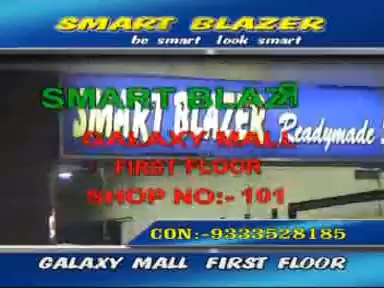 SMART BLAZER
be smart look smart
SMART BLAZR
SMART BLAZER Readymade
GALAXY MALL
FIRST FLOOR
SHOP NO:- 101
CON:-9333528185
GALAXY MALL FIRST FLOOR